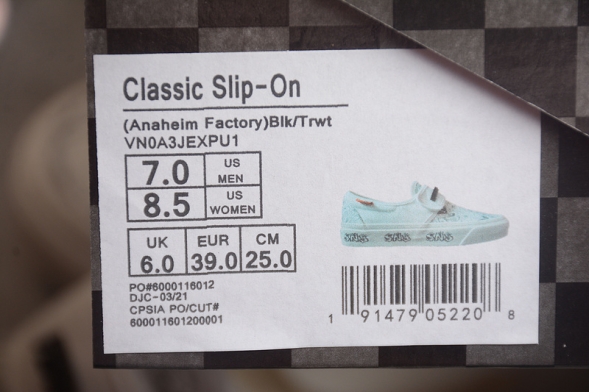 Classic Slip-On
(Anaheim Factory)Blk/Trwt
VN0A3JEXPU1
7.0 US MEN
8.5 US WOMEN
UK EUR CM
6.0 39.0 25.0
PO#6000116012
DJC-03/21
CPSIA PO/CUT#
600011601200001
1 91479 05220 8